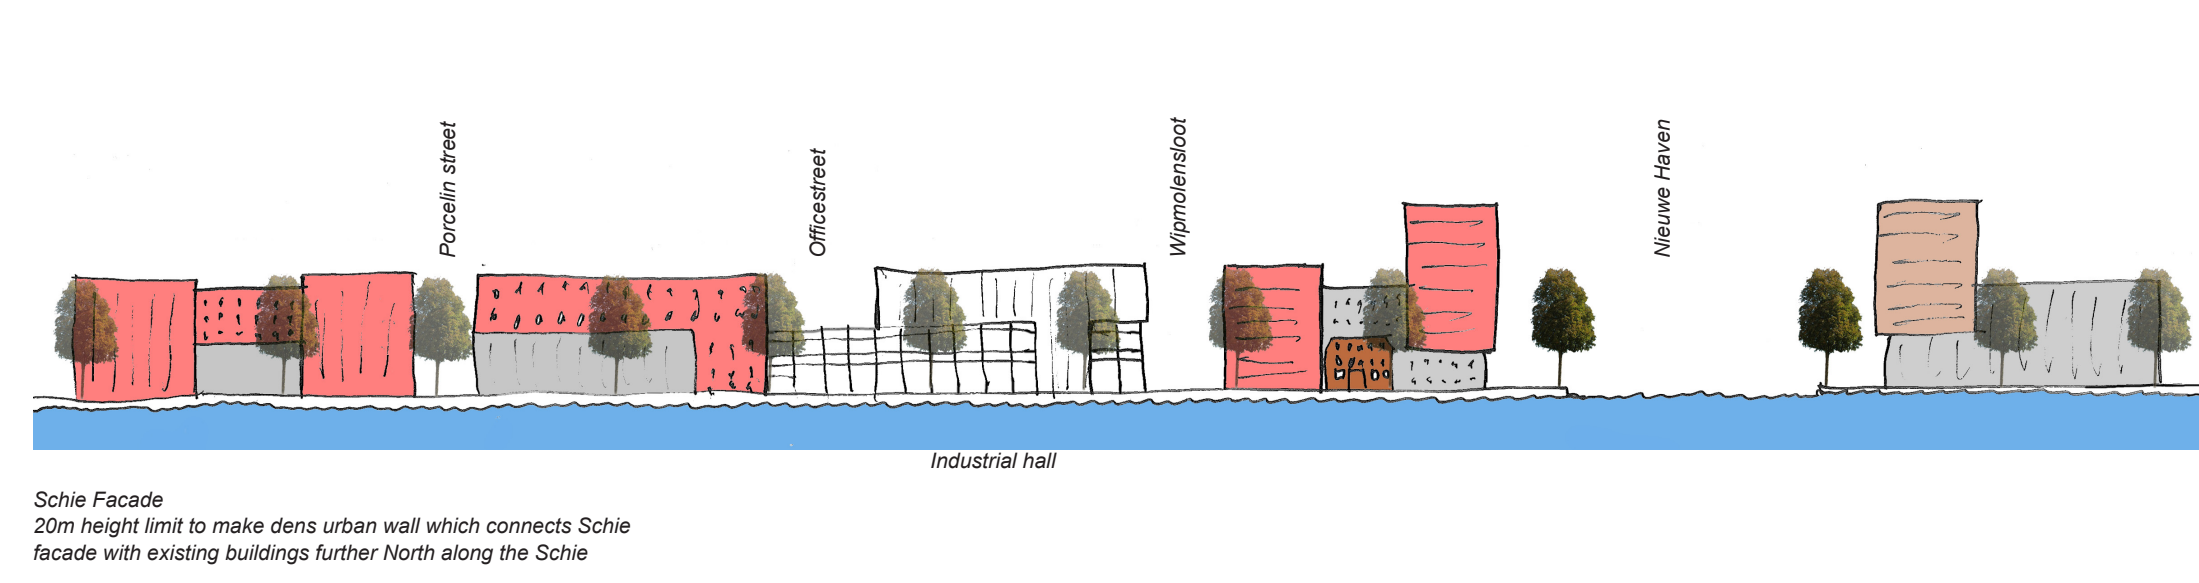 Porcelin street
Officestreet
Wipmolensloot
Nieuwe Haven
Industrial hall
Schie Facade
20m height limit to make dens urban wall which connects Schie
facade with existing buildings further North along the Schie